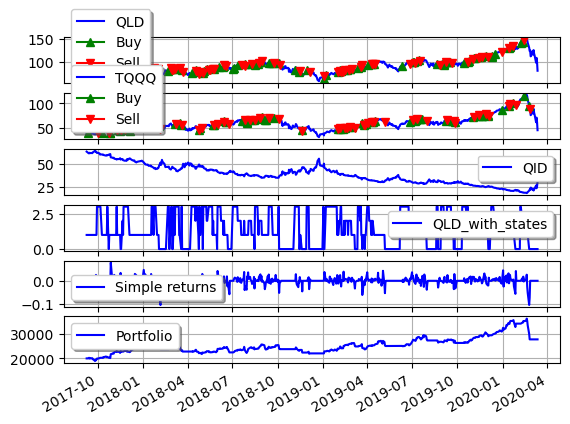 QLD
Buy
Sell
150
100
TQQQ
Buy
Sell
100
50
QID
50
25
QLD_with_states
2.5
0.0
Simple returns
0.0
−0.1
Portfolio
30000
20000
2017-10 2018-01 2018-04 2018-07 2018-10 2019-01 2019-04 2019-07 2019-10 2020-01 2020-04